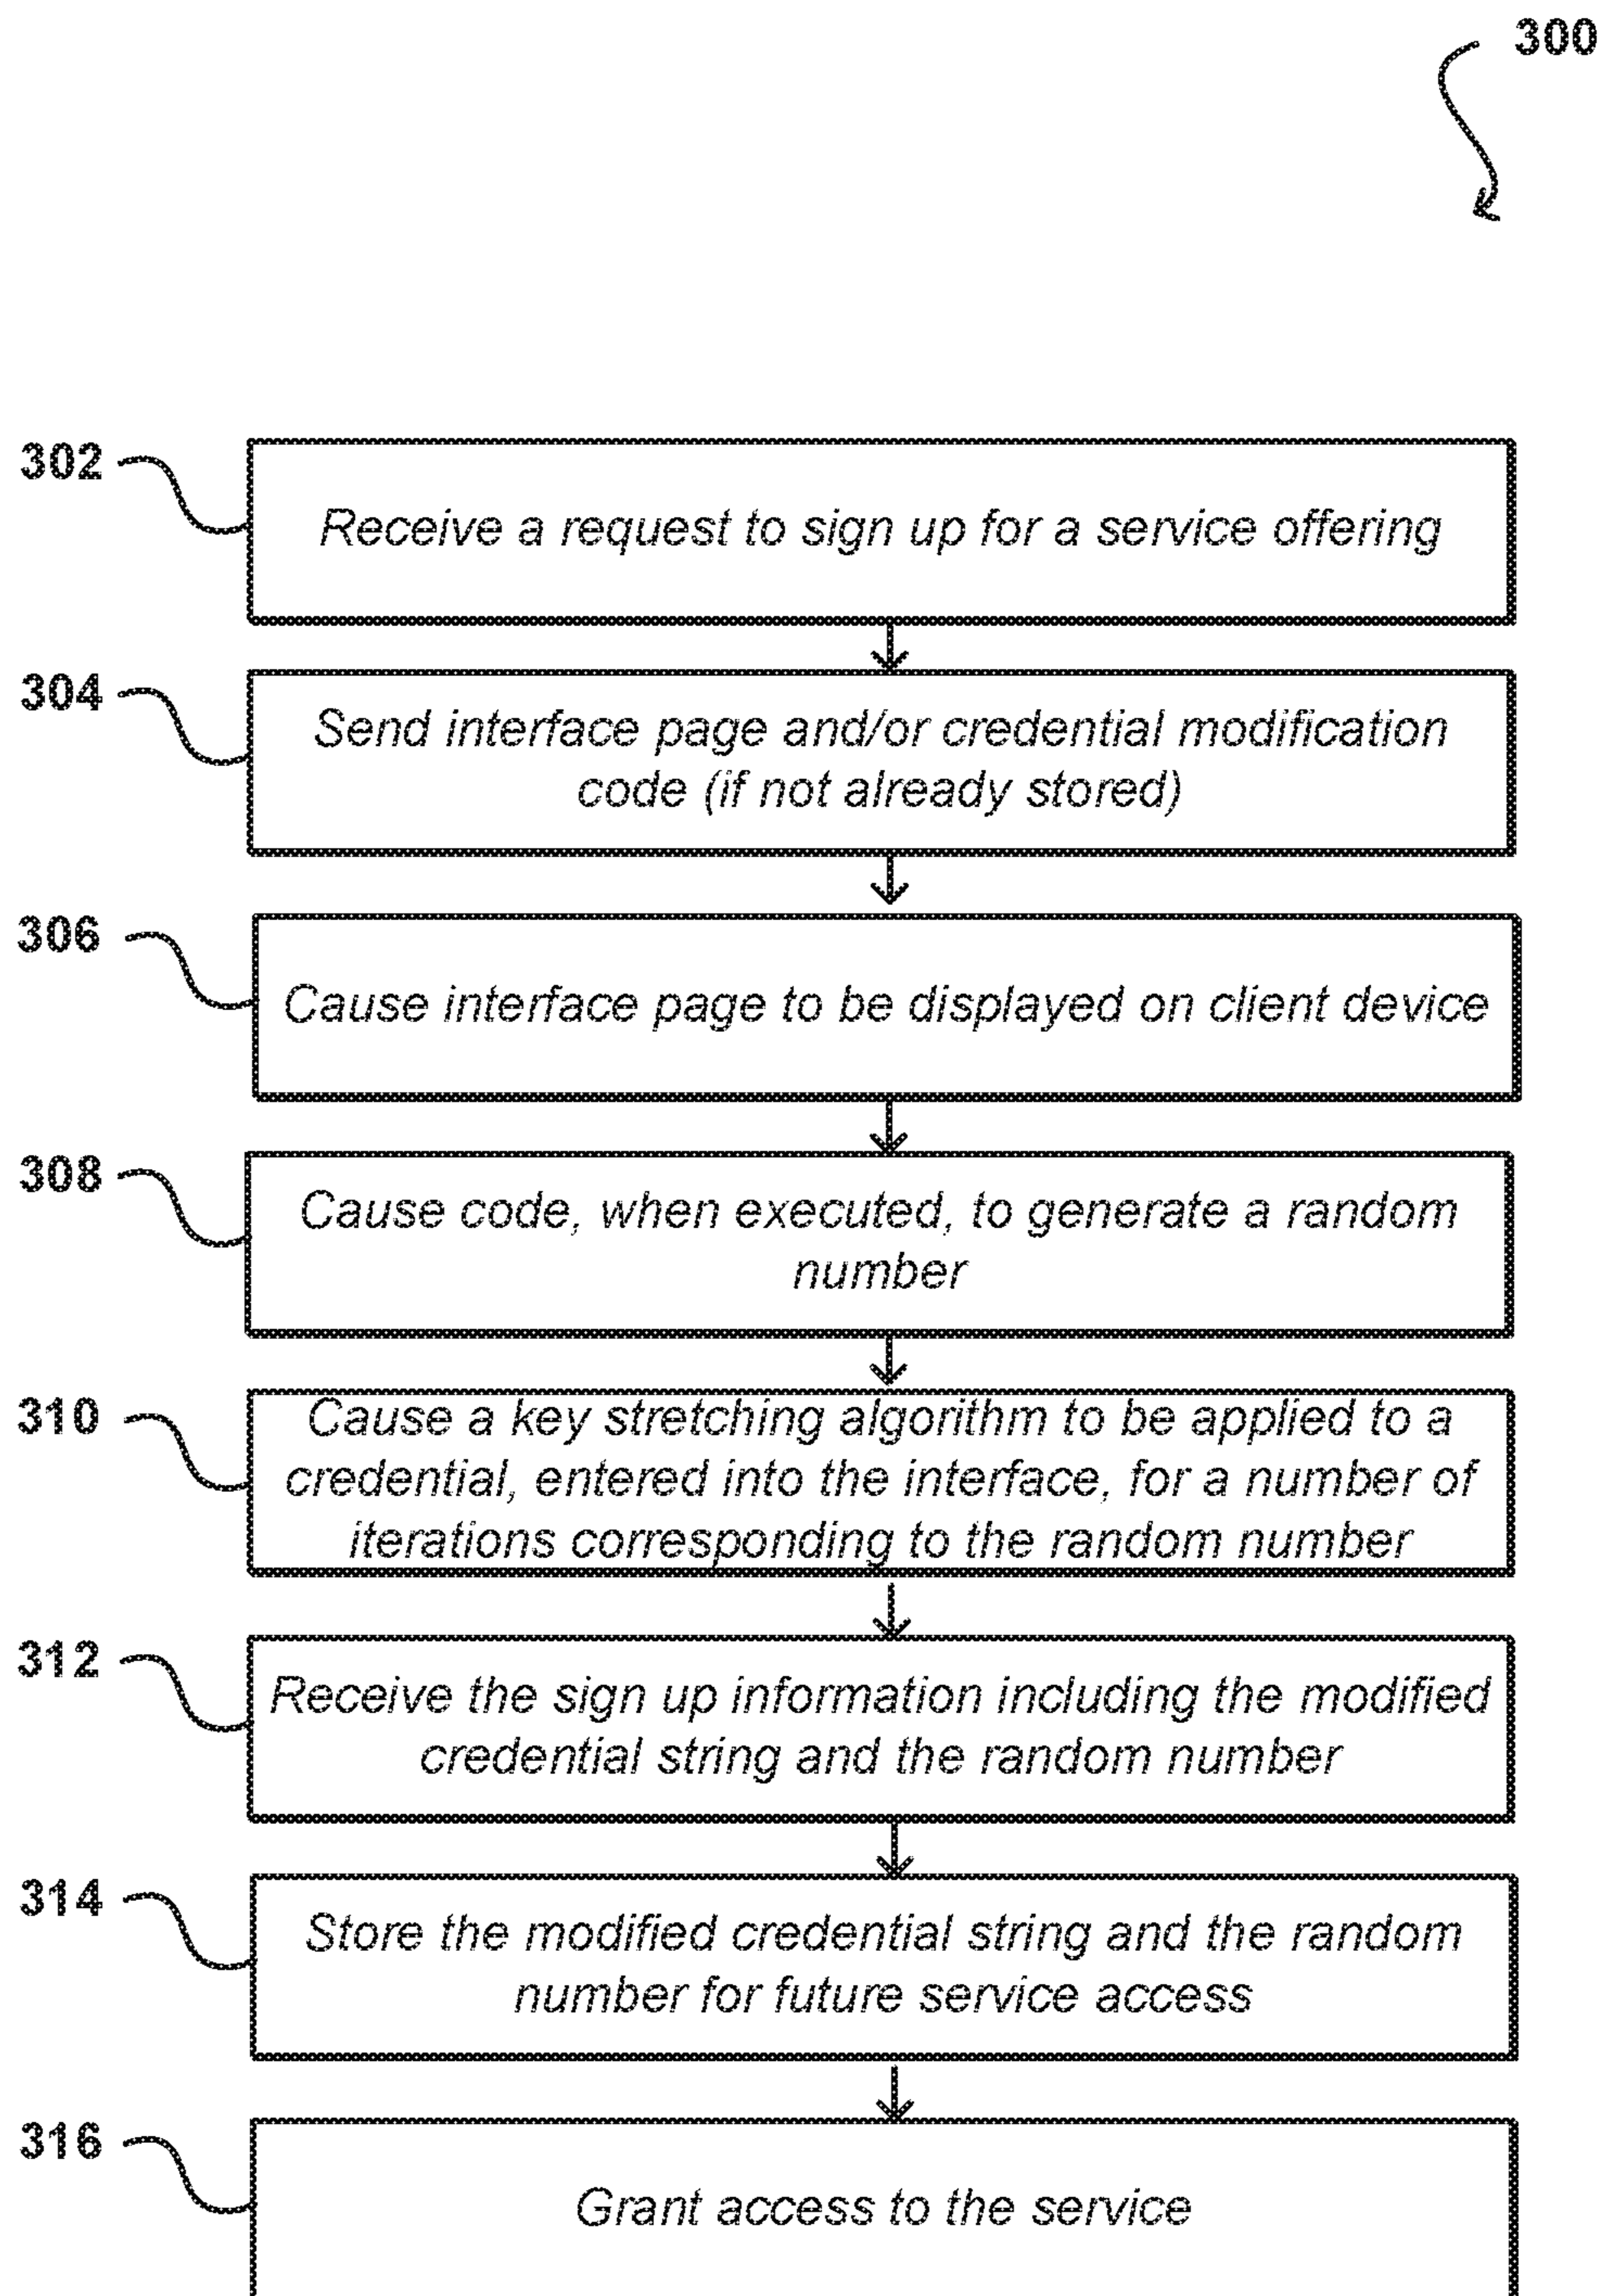 300
302
Receive a request to sign up for a service offering
304
Send interface page and/or credential modification
code (if not already stored)
306
Cause interface page to be displayed on client device
308
Cause code, when executed, to generate a random
number
310
Cause a key stretching algorithm to be applied to a
credential, entered into the interface, for a number of
iterations corresponding to the random number
312
Receive the sign up information including the modified
credential string and the random number
314
Store the modified credential string and the random
number for future service access
316
Grant access to the service